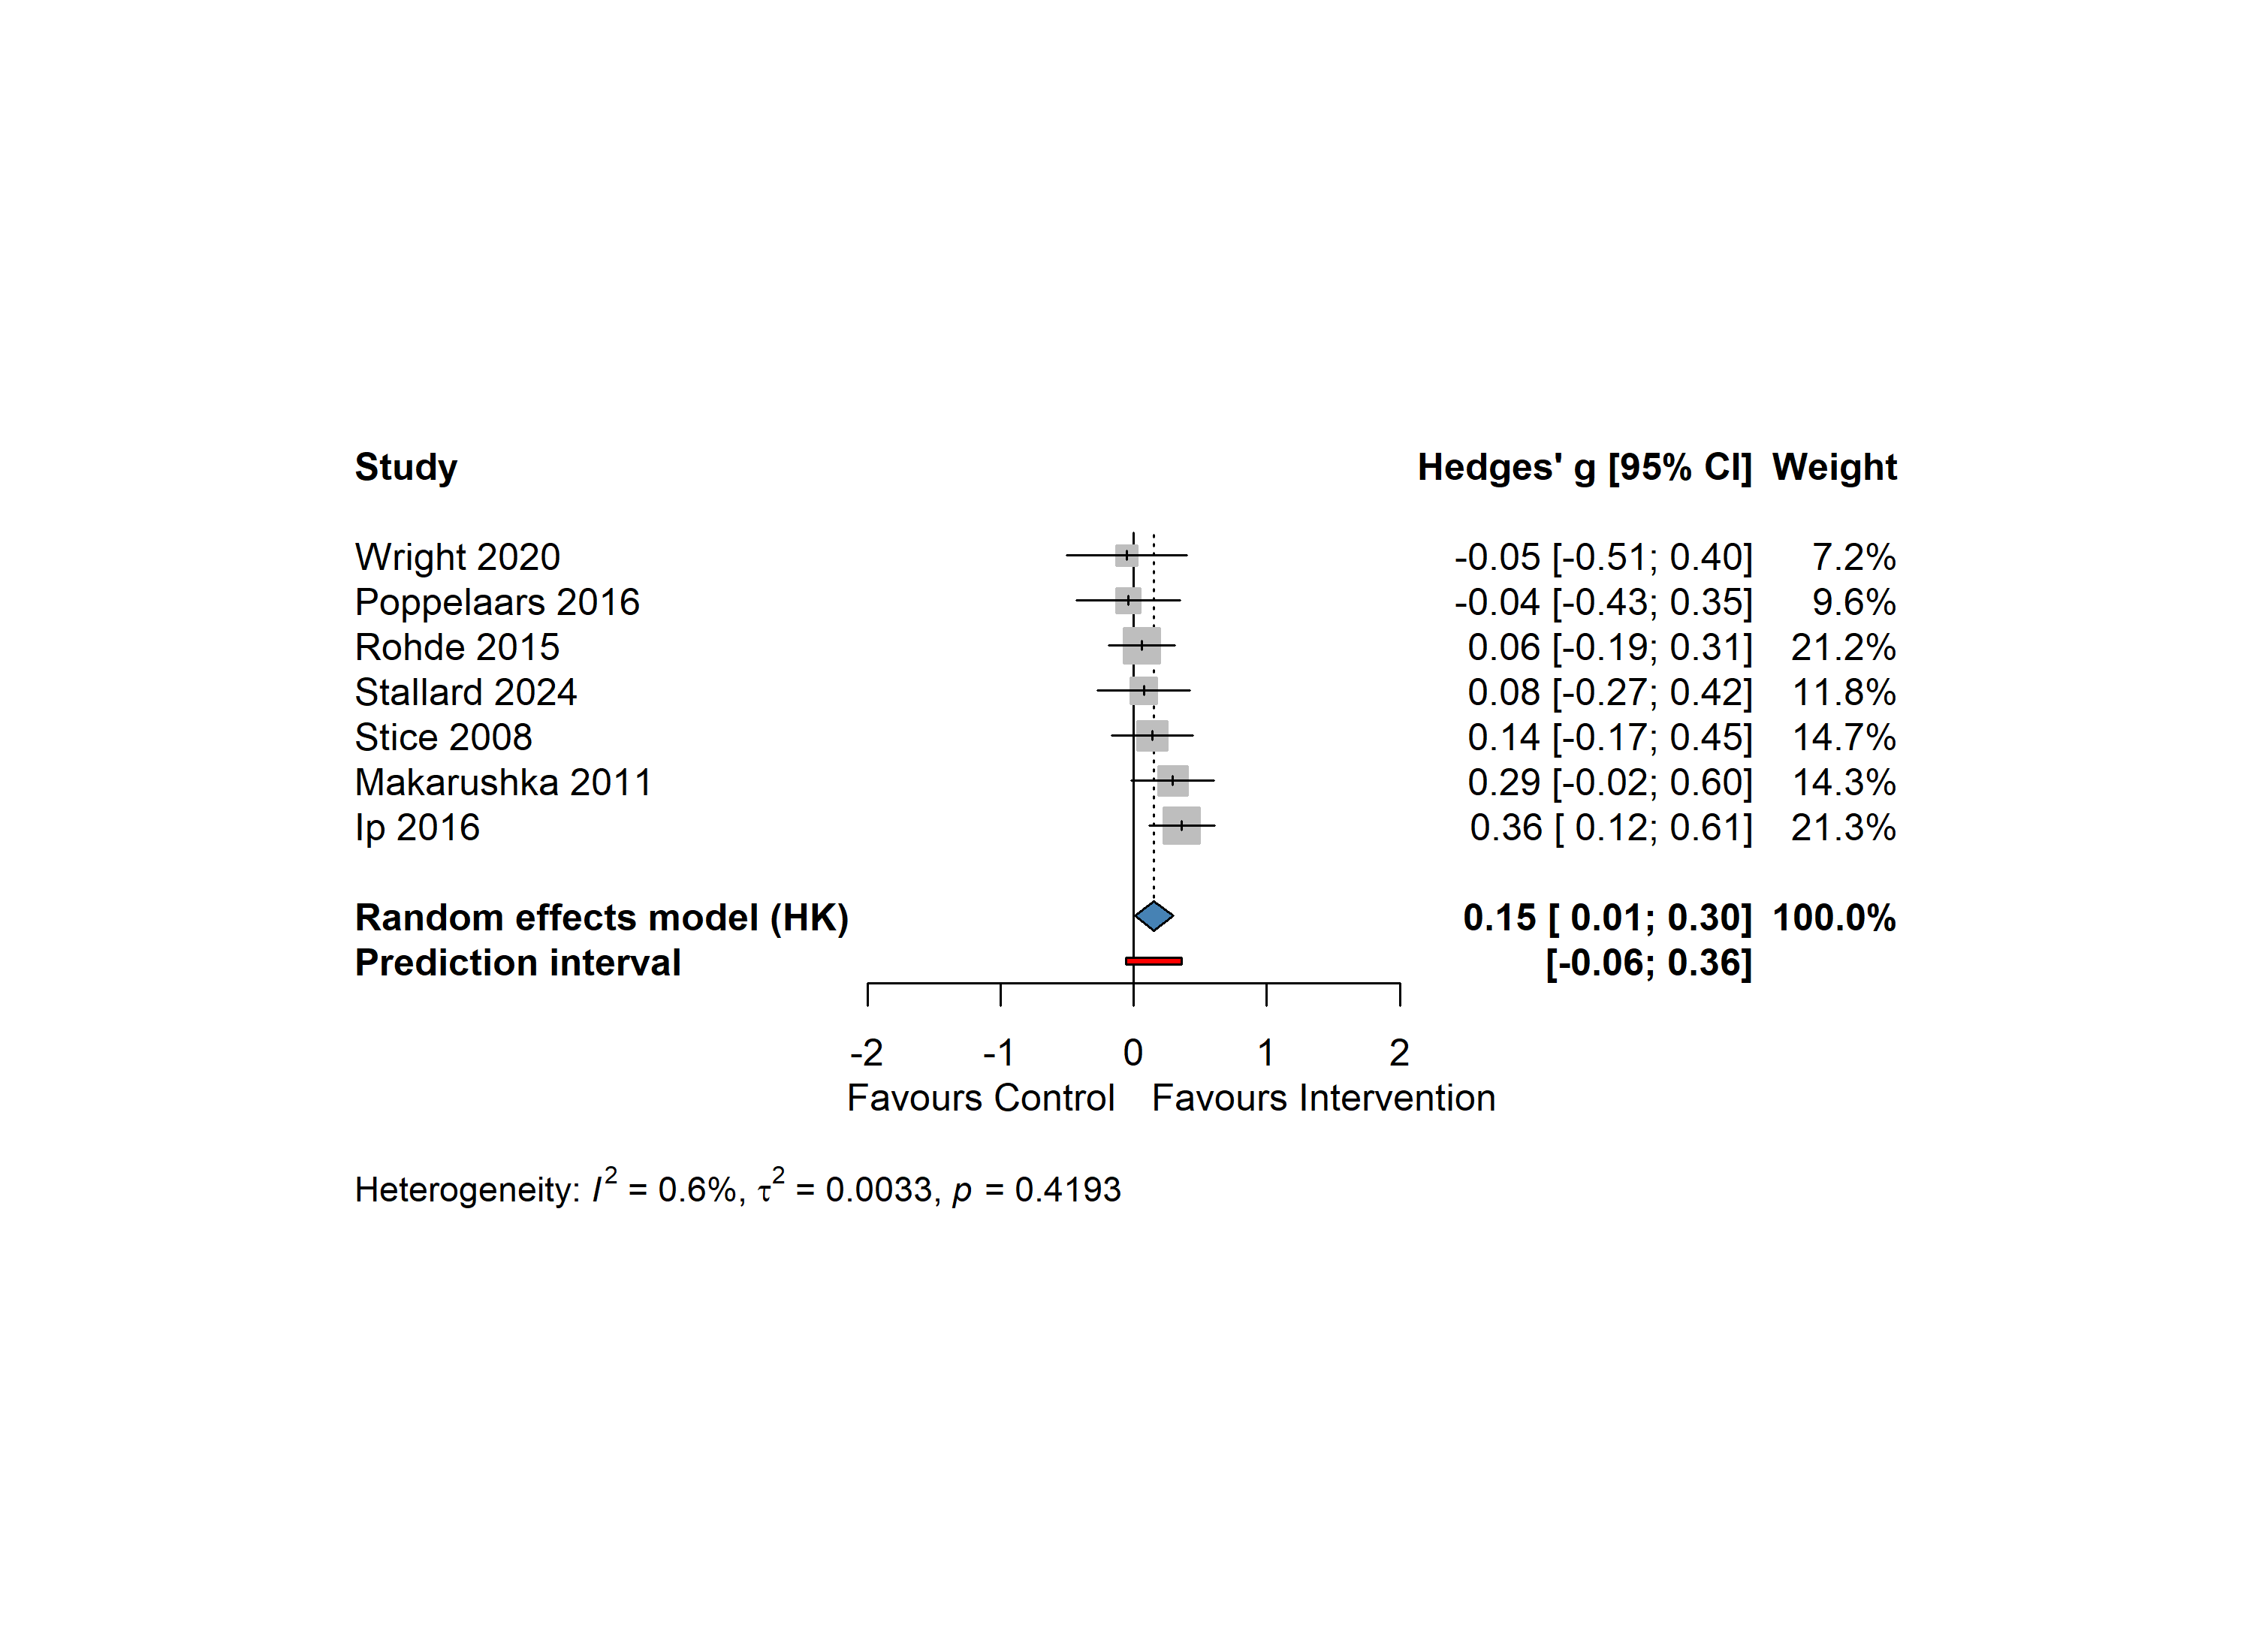 Study Hedges' g [95% CI] Weight
Wright 2020 -0.05 [-0.51; 0.40] 7.2%
Poppelaars 2016 -0.04 [-0.43; 0.35] 9.6%
Rohde 2015 0.06 [-0.19; 0.31] 21.2%
Stallard 2024 0.08 [-0.27; 0.42] 11.8%
Stice 2008 0.14 [-0.17; 0.45] 14.7%
Makarushka 2011 0.29 [-0.02; 0.60] 14.3%
Ip 2016 0.36 [ 0.12; 0.61] 21.3%
Random effects model (HK) 0.15 [ 0.01; 0.30] 100.0%
Prediction interval [-0.06; 0.36]
-2 -1 0 1 2
Favours Control Favours Intervention
Heterogeneity: I² = 0.6%, τ² = 0.0033, p = 0.4193